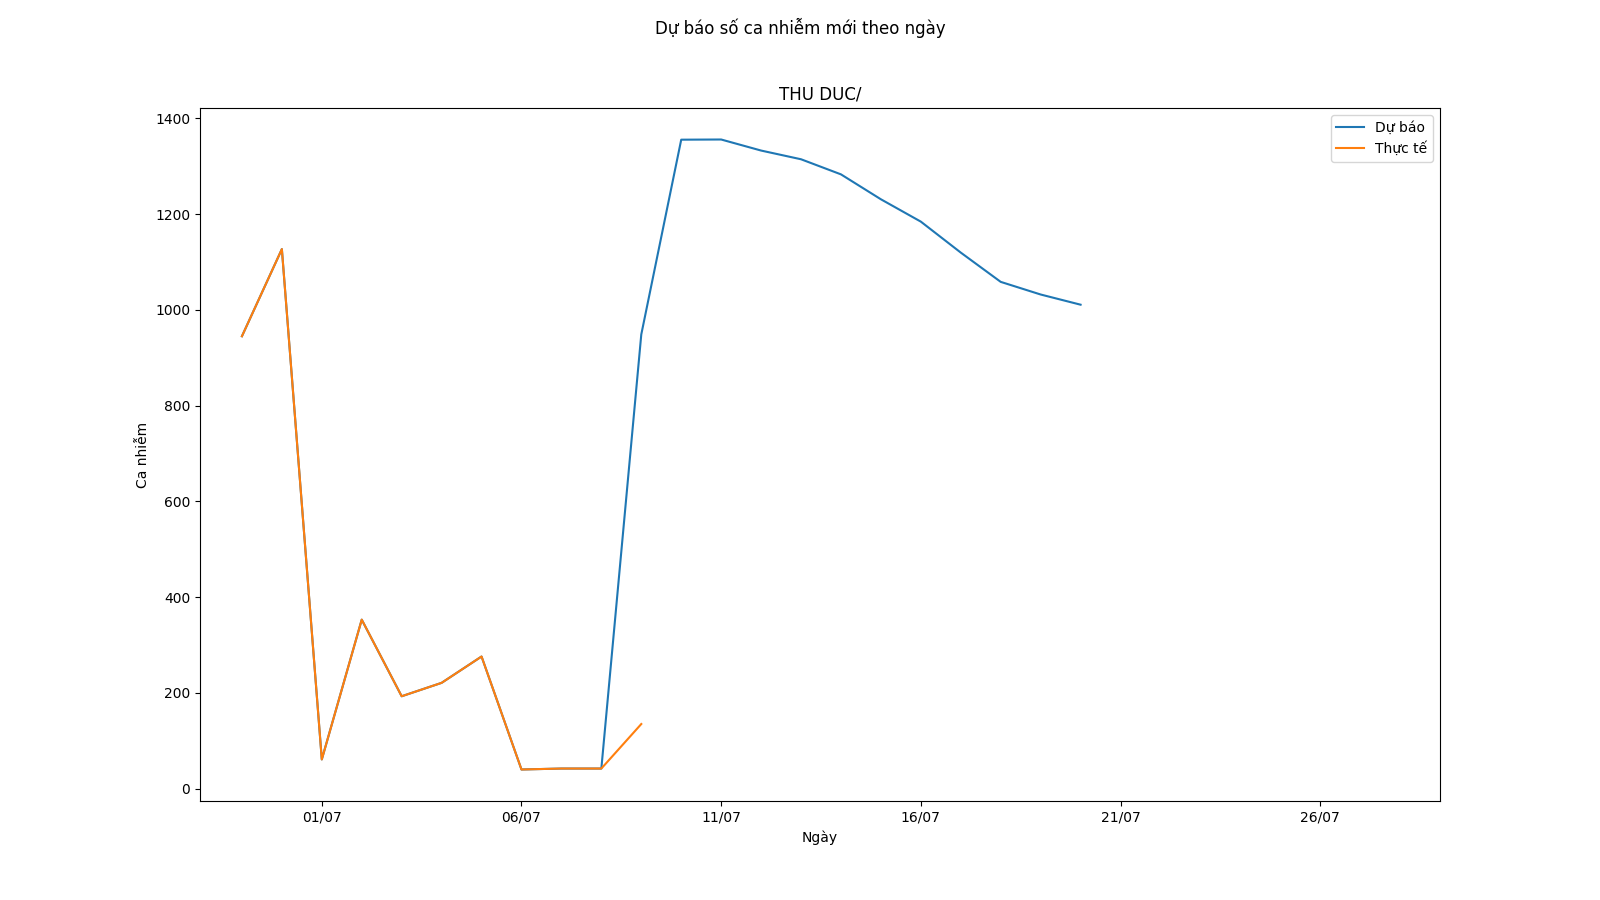 Dự báo số ca nhiễm mới theo ngày
THU DUC/
1400
1200
1000
800
600
400
200
0
Ca nhiễm
Dự báo
Thực tế
01/07
06/07
11/07
16/07
21/07
26/07
Ngày